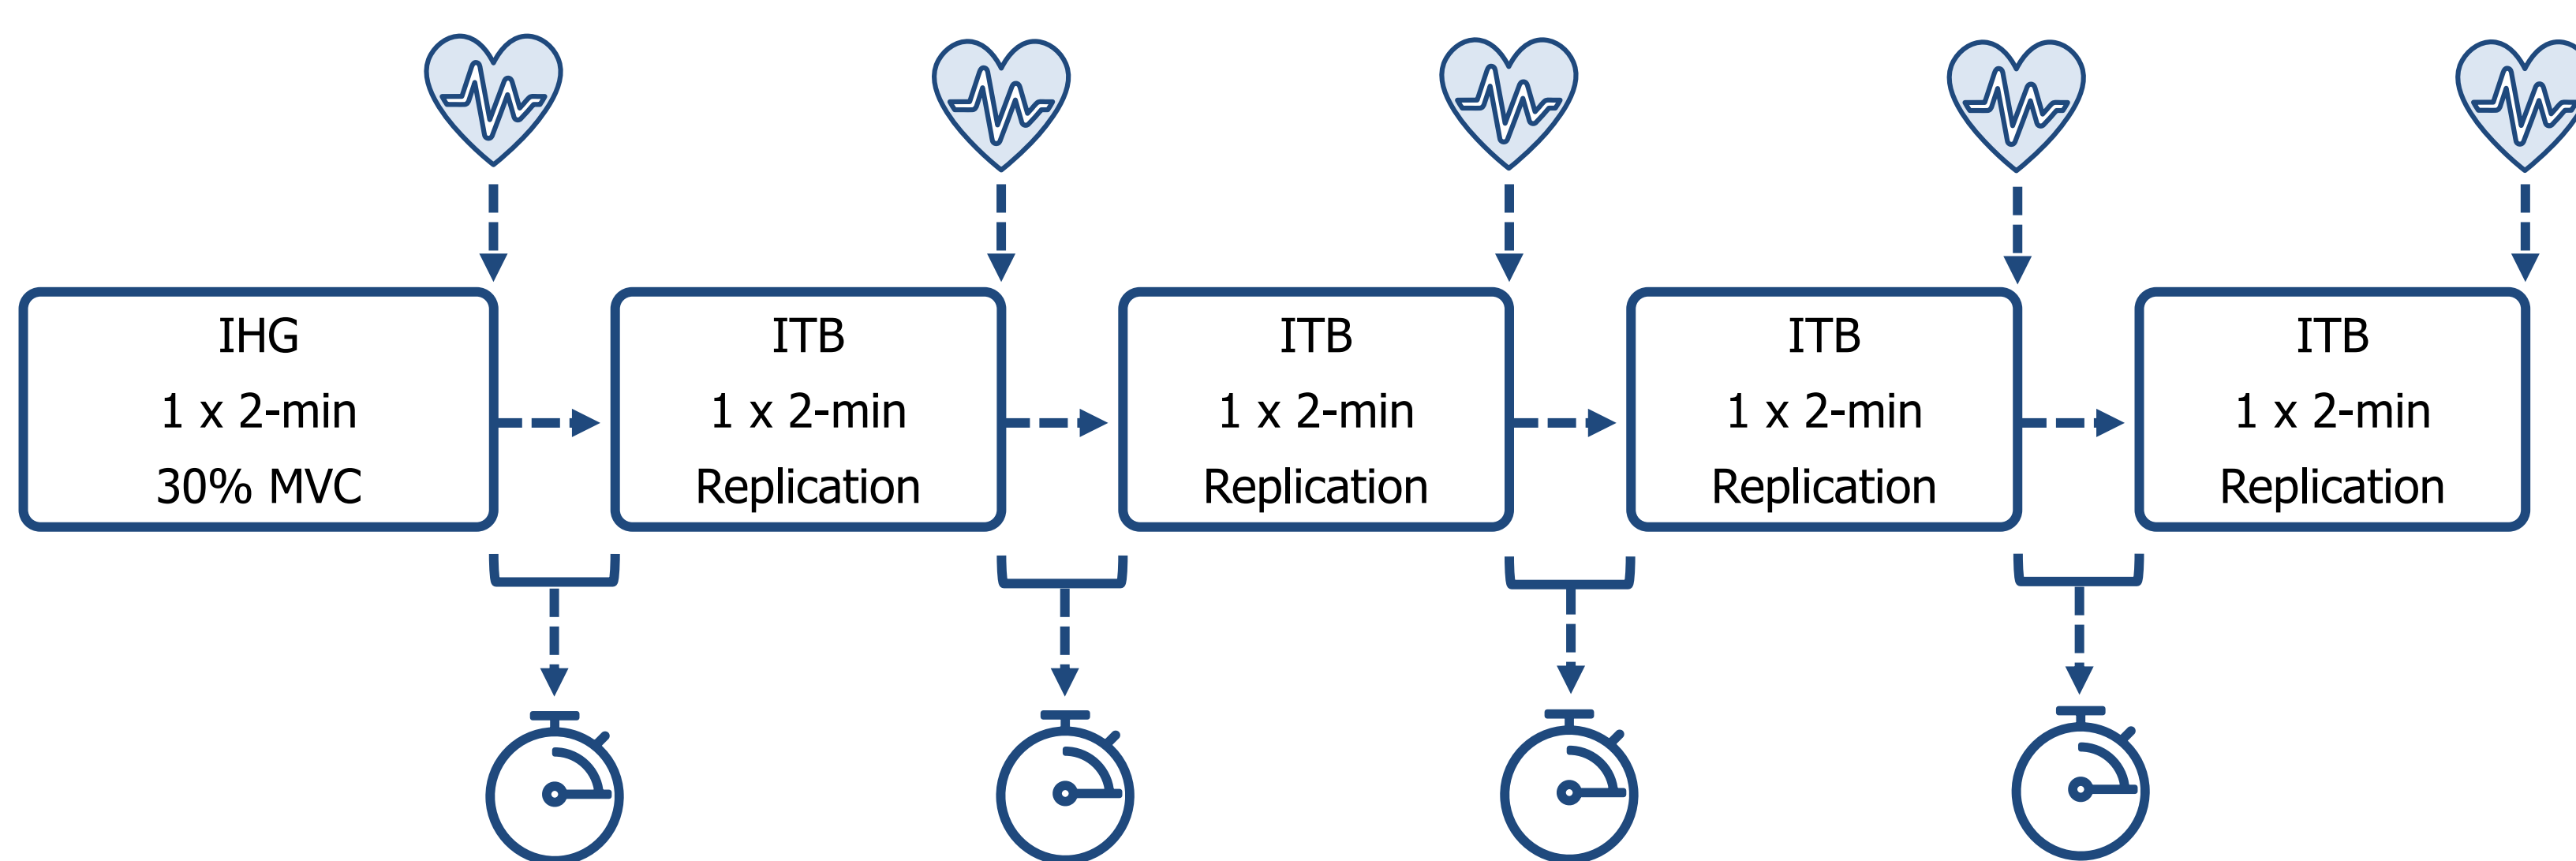 IHG
1 x 2-min
30% MVC
ITB
1 x 2-min
Replication
ITB
1 x 2-min
Replication
ITB
1 x 2-min
Replication
ITB
1 x 2-min
Replication